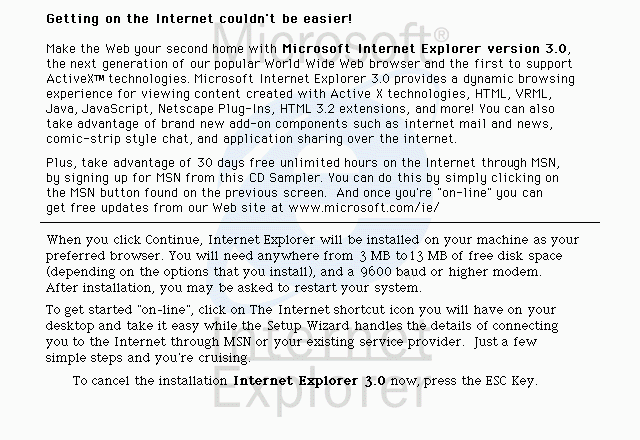 Getting on the Internet couldn't be easier!
Make the Web your second home with Microsoft Internet Explorer version 3.0,
the next generation of our popular World Wide Web browser and the first to support
ActiveX™ technologies. Microsoft Internet Explorer 3.0 provides a dynamic browsing
experience for viewing content created with Active X technologies, HTML, VRML,
Java, JavaScript, Netscape Plug-Ins, HTML 3.2 extensions, and more! You can also
take advantage of brand new add-on components such as internet mail and news,
comic-strip style chat, and application sharing over the internet.
Plus, take advantage of 30 days free unlimited hours on the Internet through MSN,
by signing up for MSN from this CD Sampler. You can do this by simply clicking on
the MSN button found on the previous screen. And once you're "on-line" you can
get free updates from our Web site at www.microsoft.com/ie/
When you click Continue, Internet Explorer will be installed on your machine as your
preferred browser. You will need anywhere from 3 MB to 13 MB of free disk space
(depending on the options that you install), and a 9600 baud or higher modem.
After installation, you may be asked to restart your system.
To get started "on-line", click on The Internet shortcut icon you will have on your
desktop and take it easy while the Setup Wizard handles the details of connecting
you to the Internet through MSN or your existing service provider. Just a few
simple steps and you're cruising.
To cancel the installation Internet Explorer 3.0 now, press the ESC Key.
Microsoft®
Internet
Explorer